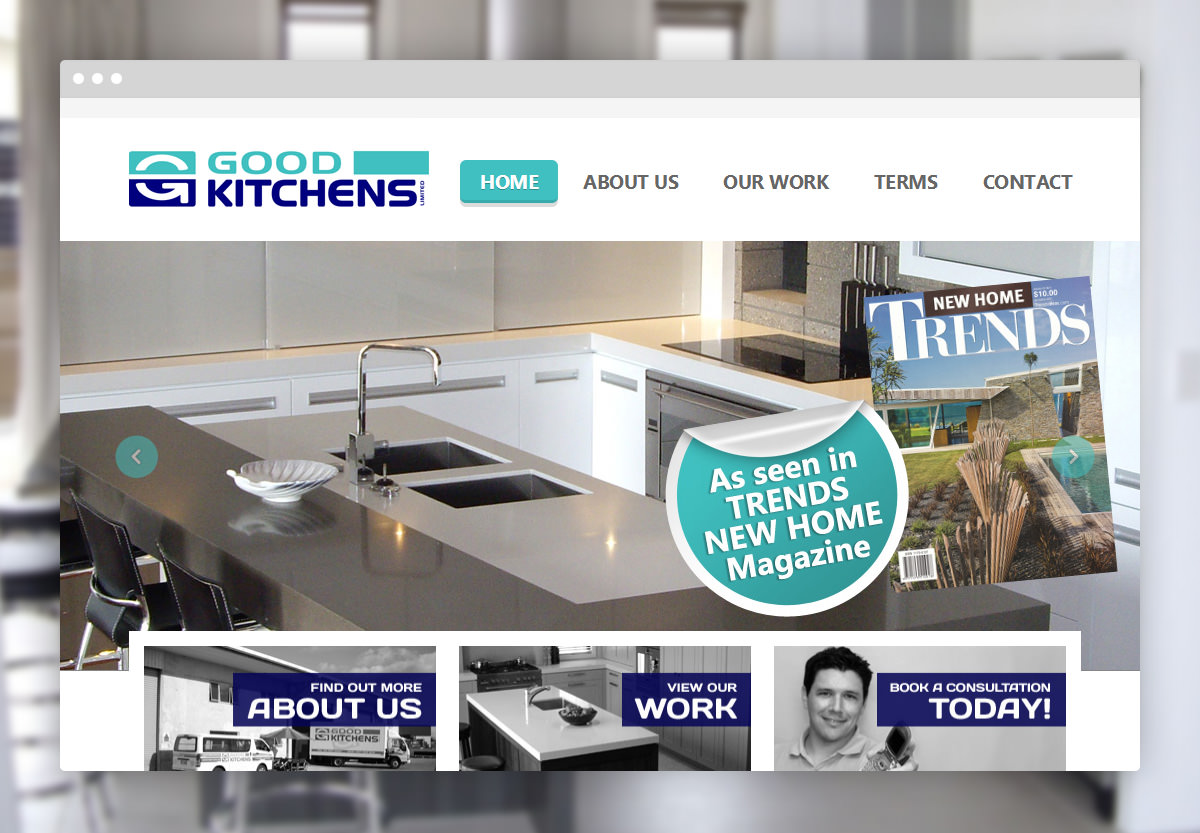 GOOD
KITCHENS LIMITED
HOME
ABOUT US
OUR WORK
TERMS
CONTACT
NEW HOME
$10.00
TRENDS
As seen in
TRENDS
NEW HOME
Magazine
FIND OUT MORE
ABOUT US
GOOD
KITCHENS
KITCHENS
VIEW OUR
WORK
BOOK A CONSULTATION
TODAY!